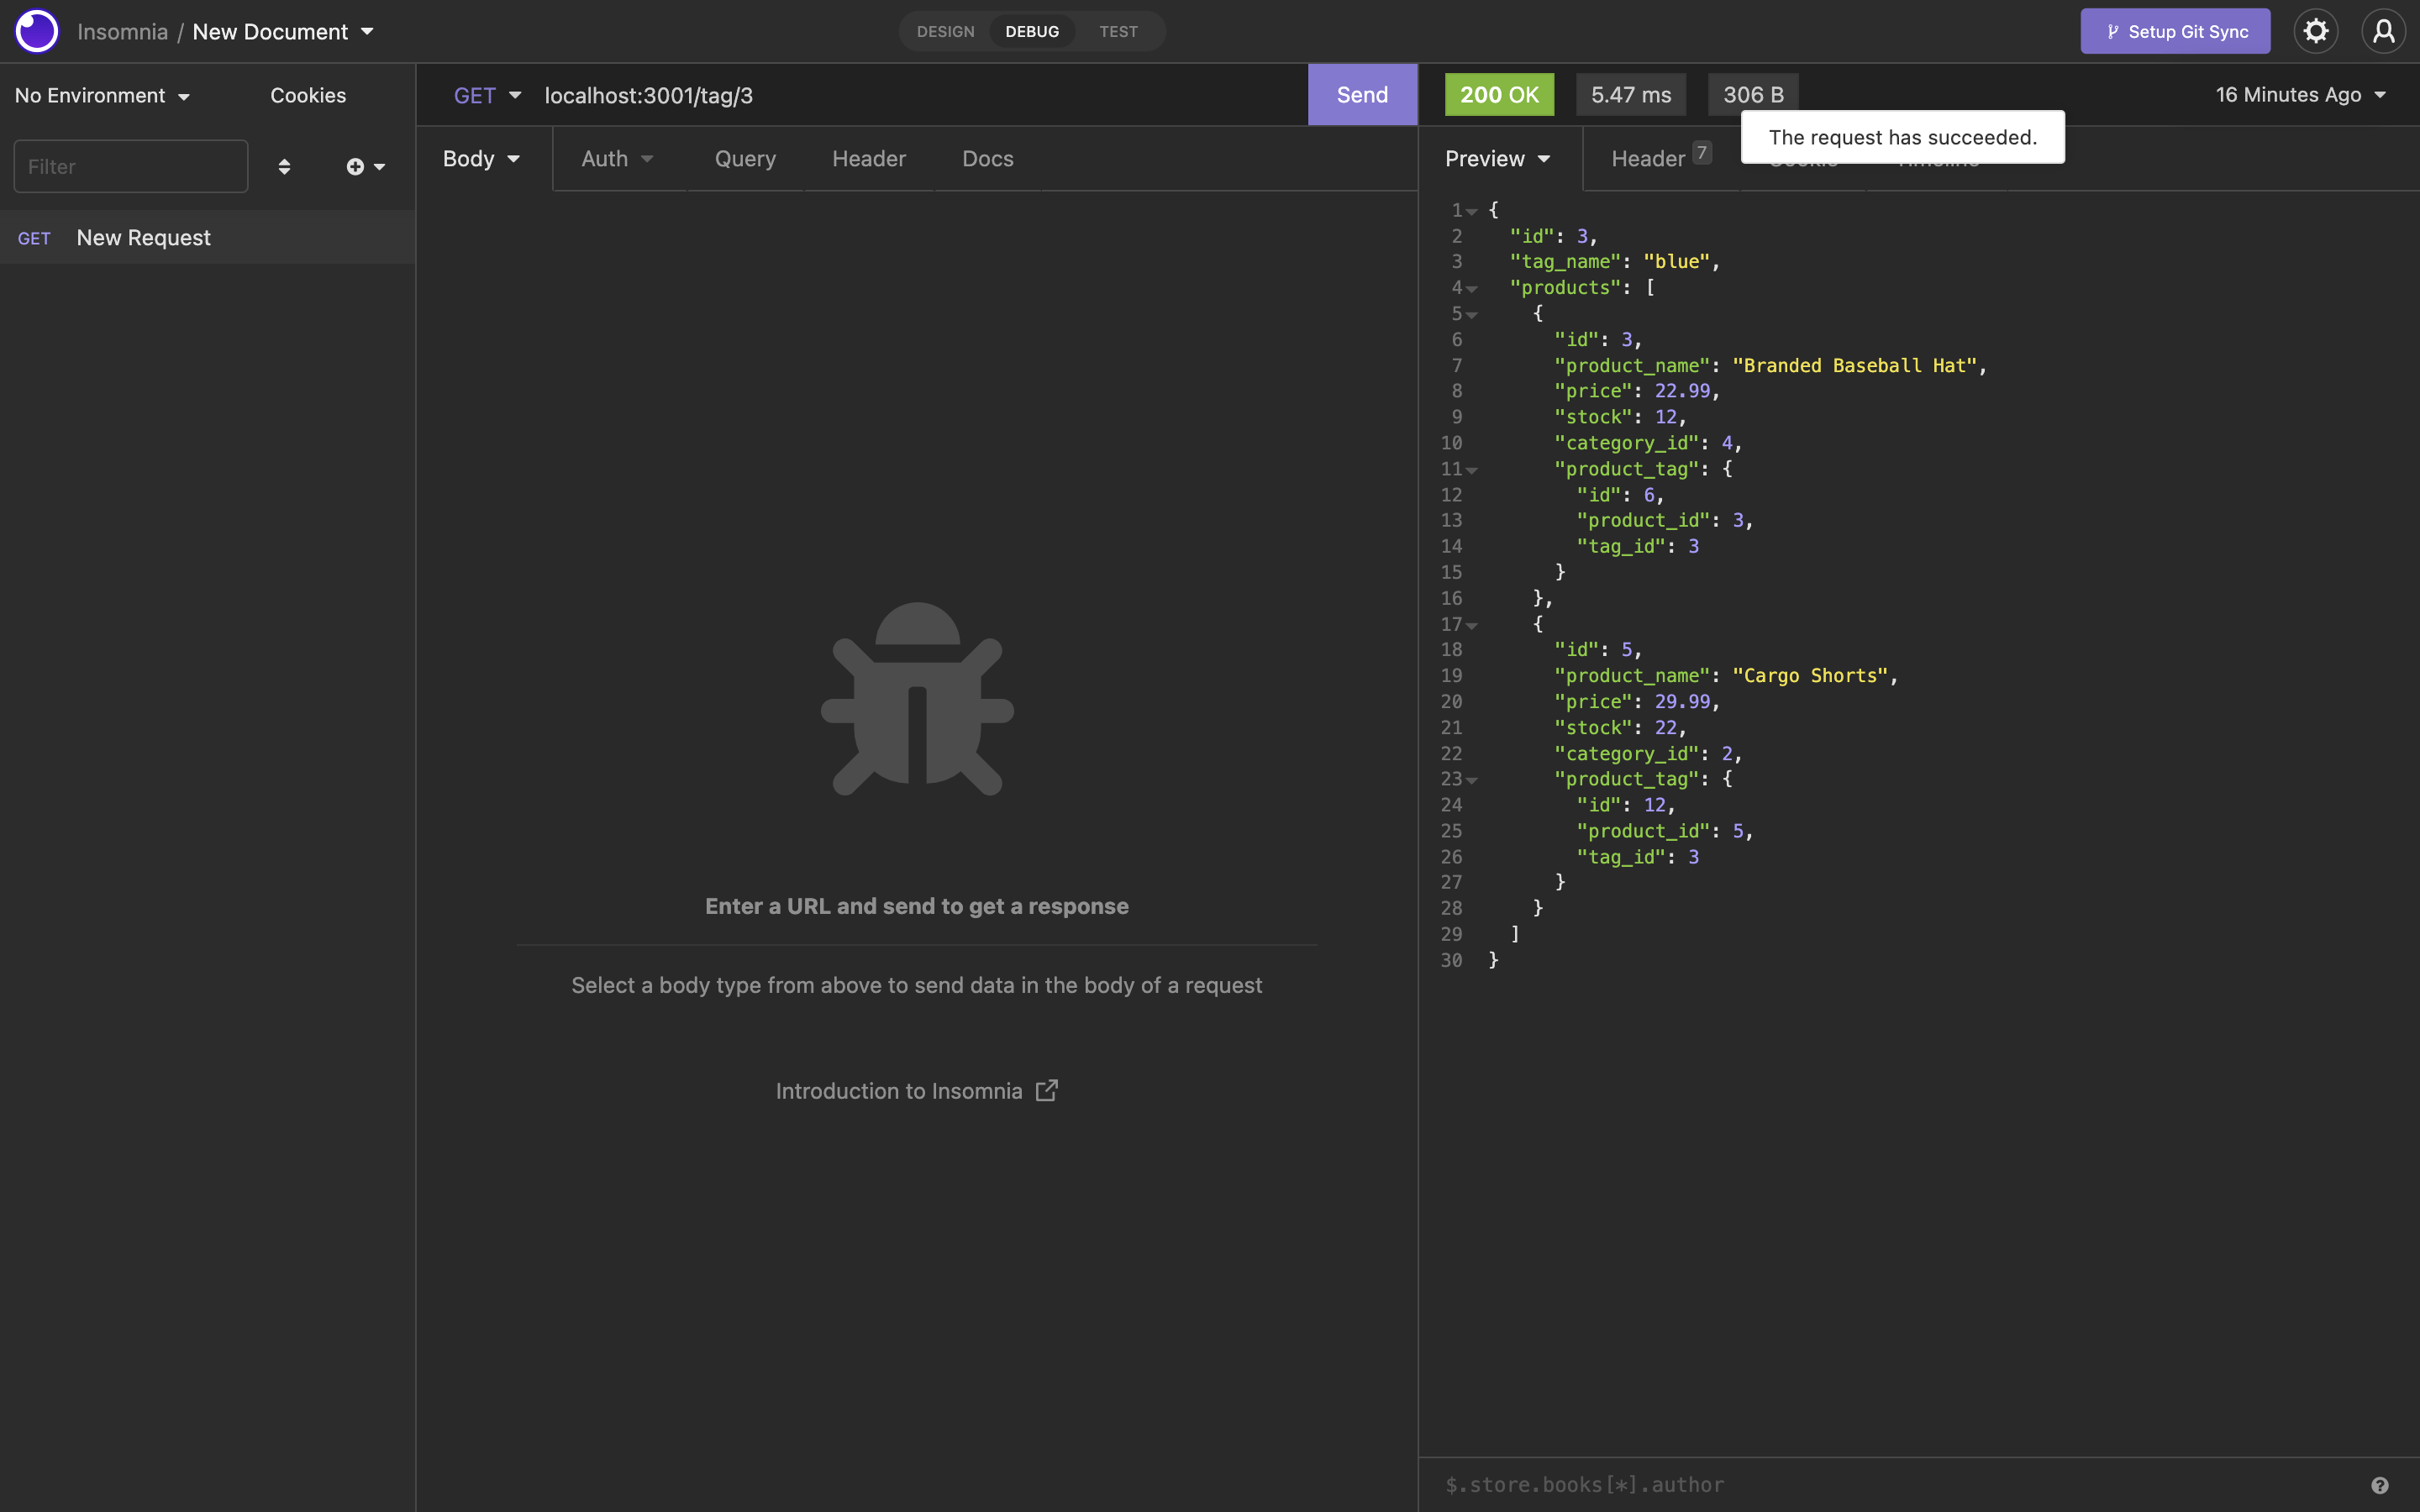 Insomnia / New Document
DESIGN DEBUG TEST
Setup Git Sync
No Environment Cookies
GET localhost:3001/tag/3 Send
200 OK 5.47 ms 306 B 16 Minutes Ago
The request has succeeded.
Filter
Body Auth Query Header Docs
Preview Header 7
GET New Request
1 {
2 "id": 3,
3 "tag_name": "blue",
4 "products": [
5 {
6 "id": 3,
7 "product_name": "Branded Baseball Hat",
8 "price": 22.99,
9 "stock": 12,
10 "category_id": 4,
11 "product_tag": {
12 "id": 6,
13 "product_id": 3,
14 "tag_id": 3
15 }
16 },
17 {
18 "id": 5,
19 "product_name": "Cargo Shorts",
20 "price": 29.99,
21 "stock": 22,
22 "category_id": 2,
23 "product_tag": {
24 "id": 12,
25 "product_id": 5,
26 "tag_id": 3
27 }
28 }
29 ]
30 }
Enter a URL and send to get a response
Select a body type from above to send data in the body of a request
Introduction to Insomnia
$.store.books[*].author